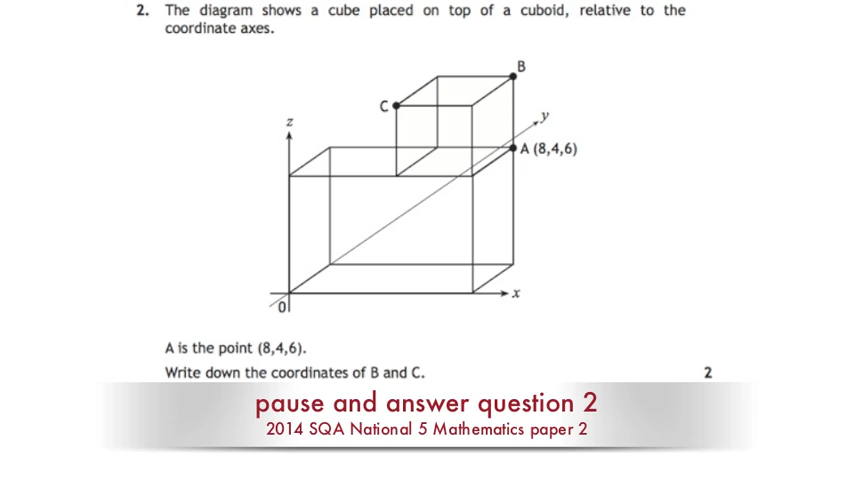 2. The diagram shows a cube placed on top of a cuboid, relative to the
coordinate axes.
B
C
z
y
A (8,4,6)
x
0
A is the point (8,4,6).
Write down the coordinates of B and C. 2
pause and answer question 2
2014 SQA National 5 Mathematics paper 2